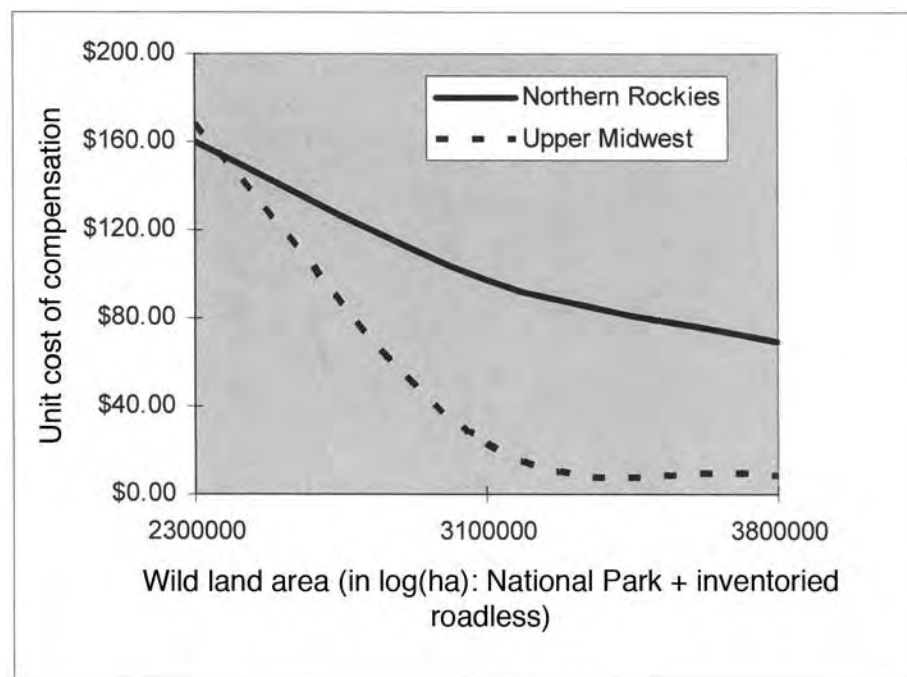 $200.00
$160.00
$120.00
$80.00
$40.00
$0.00
Unit cost of compensation
Northern Rockies
Upper Midwest
2300000 3100000 3800000
Wild land area (in log(ha): National Park + inventoried
roadless)